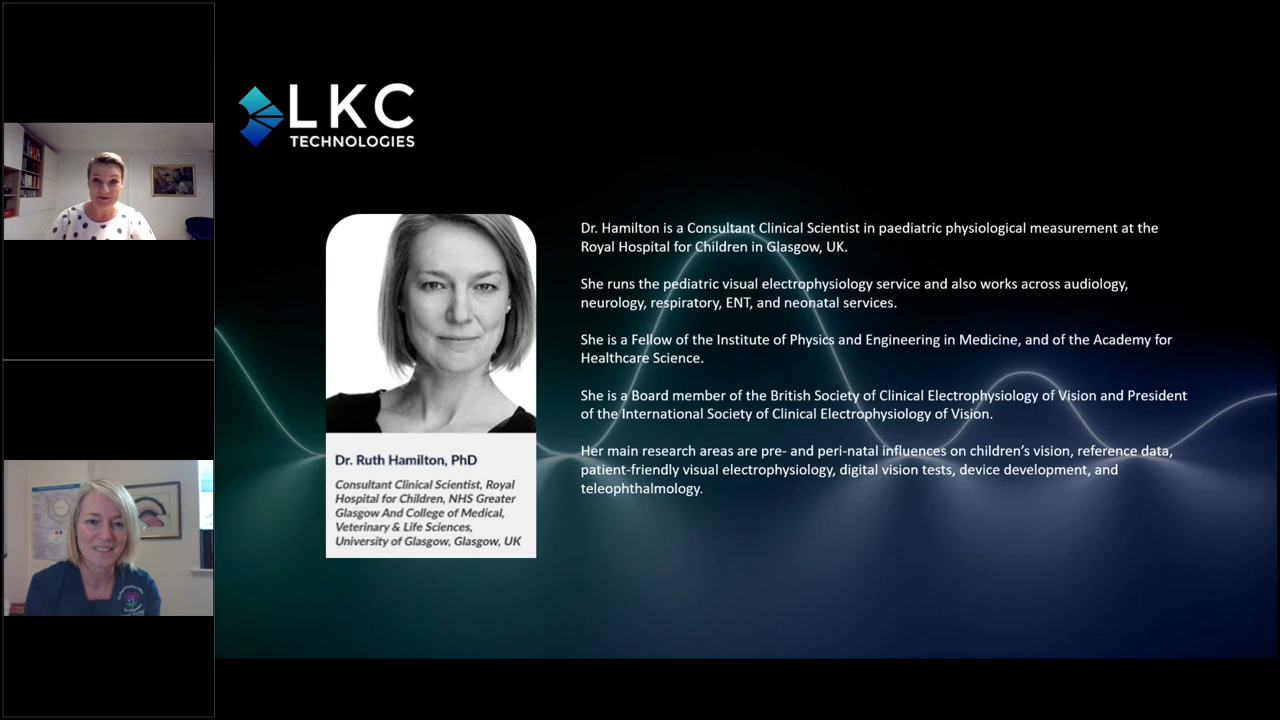 LKC
TECHNOLOGIES
Dr. Hamilton is a Consultant Clinical Scientist in paediatric physiological measurement at the
Royal Hospital for Children in Glasgow, UK.
She runs the pediatric visual electrophysiology service and also works across audiology,
neurology, respiratory, ENT, and neonatal services.
She is a Fellow of the Institute of Physics and Engineering in Medicine, and of the Academy for
Healthcare Science.
She is a Board member of the British Society of Clinical Electrophysiology of Vision and President
of the International Society of Clinical Electrophysiology of Vision.
Her main research areas are pre- and peri-natal influences on children’s vision, reference data,
patient-friendly visual electrophysiology, digital vision tests, device development, and
teleophthalmology.
Dr. Ruth Hamilton, PhD
Consultant Clinical Scientist, Royal
Hospital for Children, NHS Greater
Glasgow And College of Medical,
Veterinary & Life Sciences,
University of Glasgow, Glasgow, UK